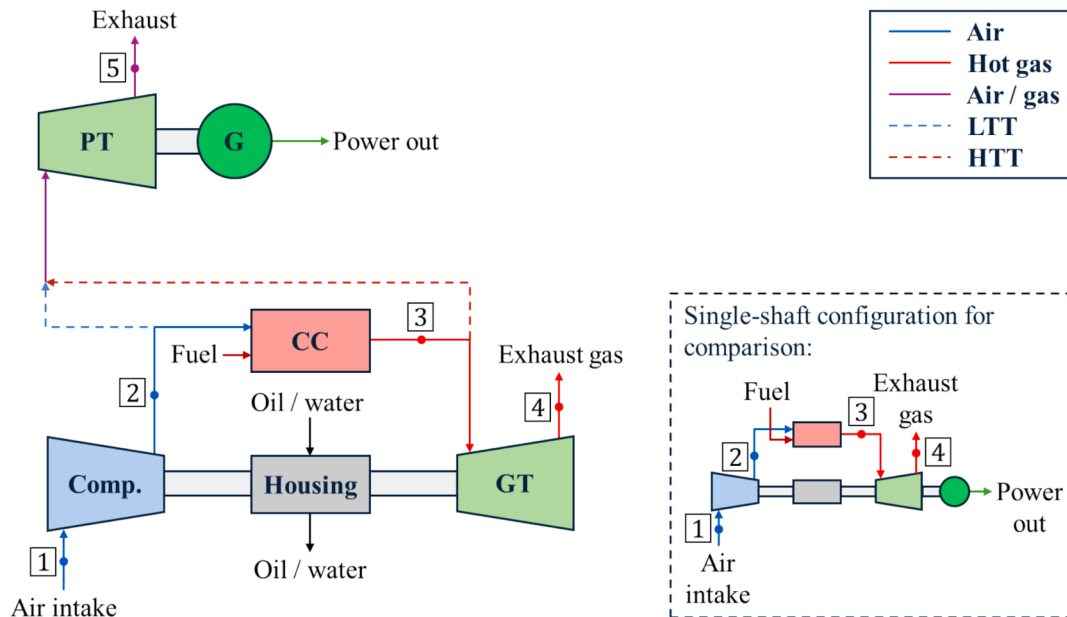 Exhaust
5
PT
G
Power out
Air
Hot gas
Air / gas
LTT
HTT
3
CC
Fuel
Exhaust gas
2
Oil / water
4
Comp.
Housing
GT
1
Oil / water
Air intake
Single-shaft configuration for
comparison:
Fuel
3
Exhaust
gas
2
4
Power
out
1
Air
intake